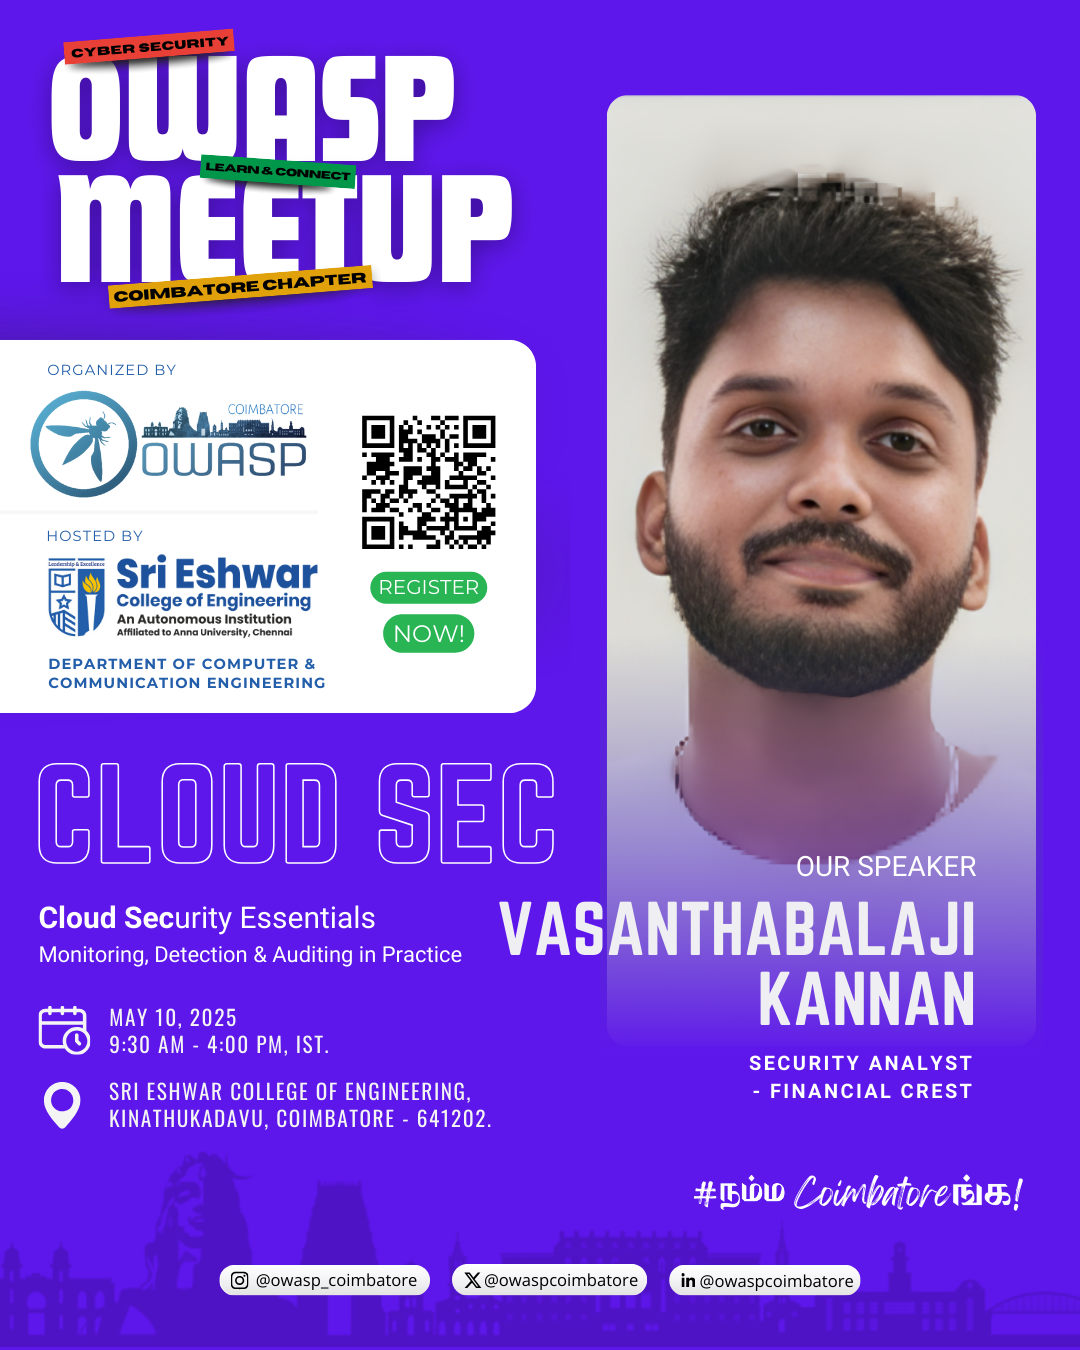 CYBER SECURITY
OWASP
LEARN & CONNECT
MEETUP
COIMBATORE CHAPTER
ORGANIZED BY
COIMBATORE
OWASP
HOSTED BY
Leadership & Excellence
Sri Eshwar
College of Engineering
An Autonomous Institution
Affiliated to Anna University, Chennai
DEPARTMENT OF COMPUTER &
COMMUNICATION ENGINEERING
REGISTER
NOW!
CLOUD SEC
Cloud Security Essentials
Monitoring, Detection & Auditing in Practice
MAY 10, 2025
9:30 AM - 4:00 PM, IST.
SRI ESHWAR COLLEGE OF ENGINEERING,
KINATHUKADAVU, COIMBATORE - 641202.
OUR SPEAKER
VASANTHABALAJI
KANNAN
SECURITY ANALYST
- FINANCIAL CREST
#நம்ம Coimbatoreங்க!
@owasp_coimbatore
@owaspcoimbatore
@owaspcoimbatore